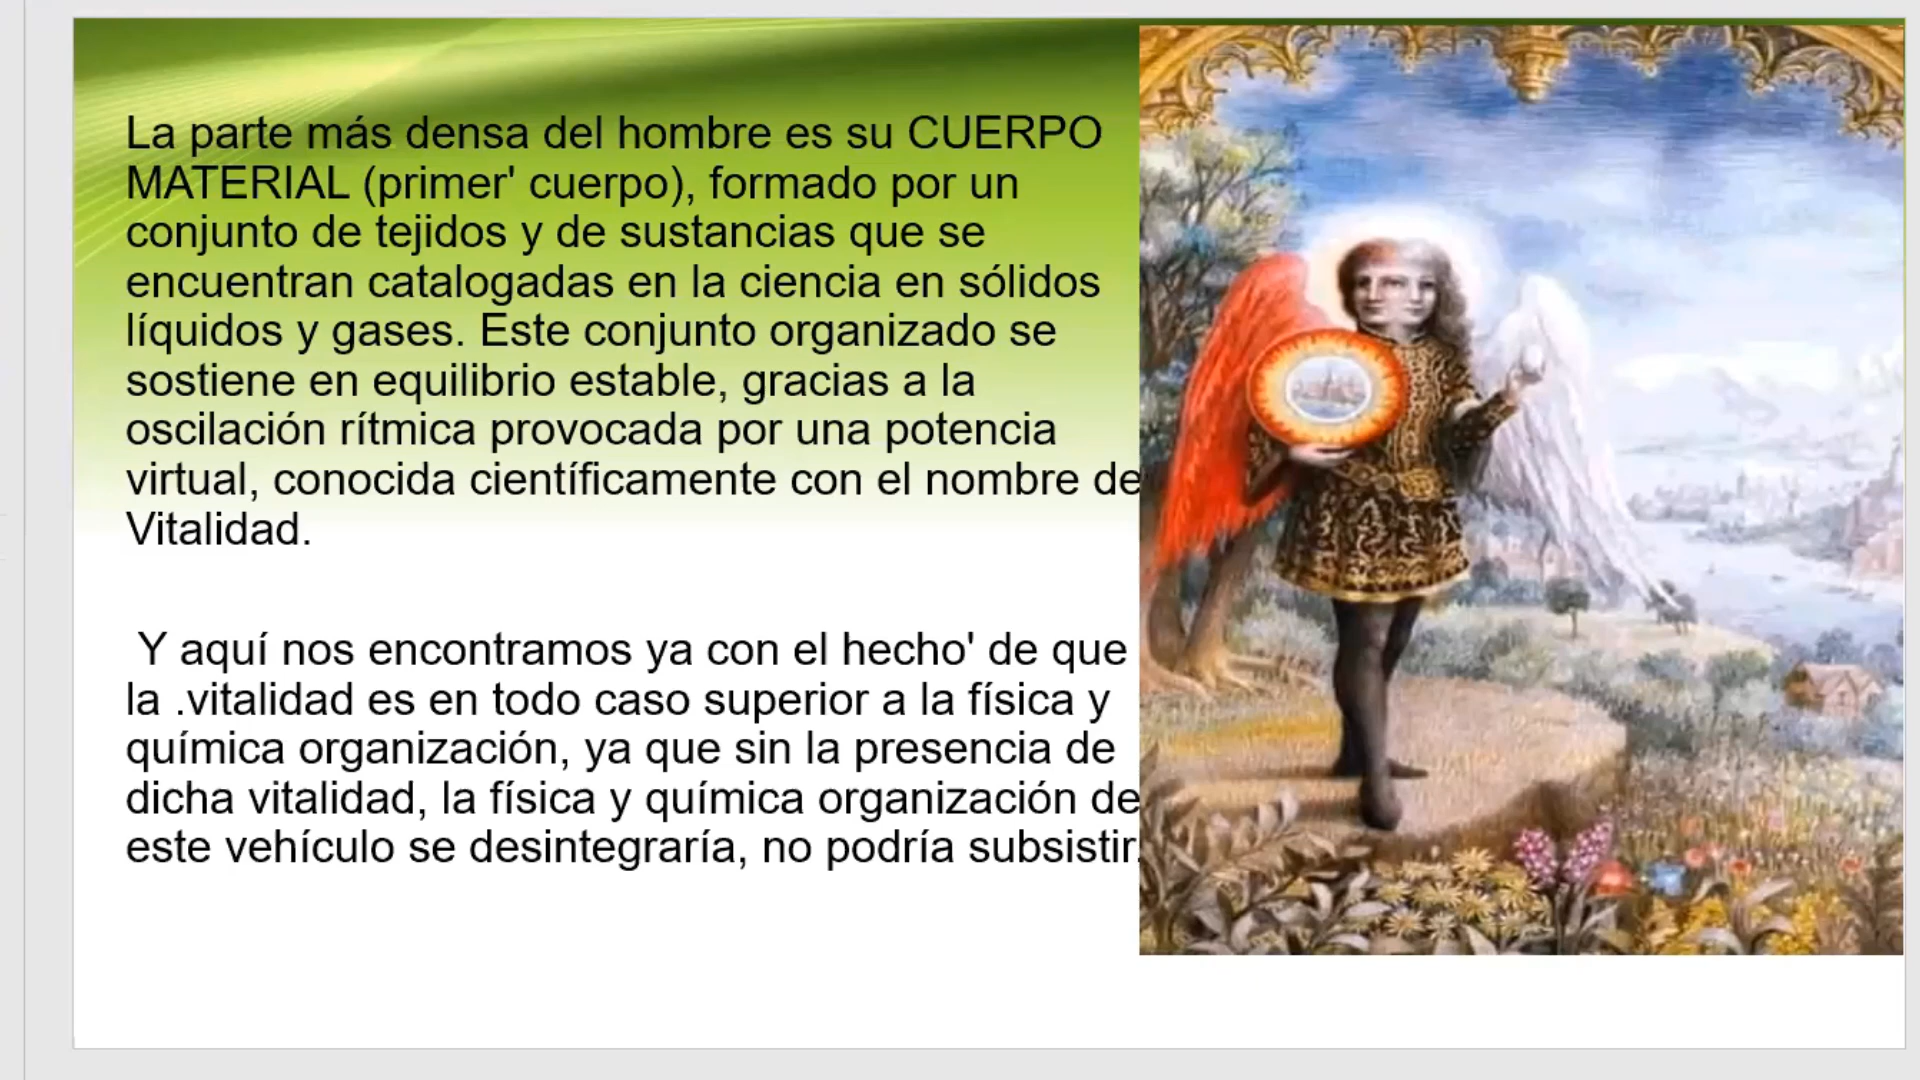 La parte más densa del hombre es su CUERPO
MATERIAL (primer' cuerpo), formado por un
conjunto de tejidos y de sustancias que se
encuentran catalogadas en la ciencia en sólidos
líquidos y gases. Este conjunto organizado se
sostiene en equilibrio estable, gracias a la
oscilación rítmica provocada por una potencia
virtual, conocida científicamente con el nombre de
Vitalidad.
Y aquí nos encontramos ya con el hecho' de que
la .vitalidad es en todo caso superior a la física y
química organización, ya que sin la presencia de
dicha vitalidad, la física y química organización de
este vehículo se desintegraría, no podría subsistir.